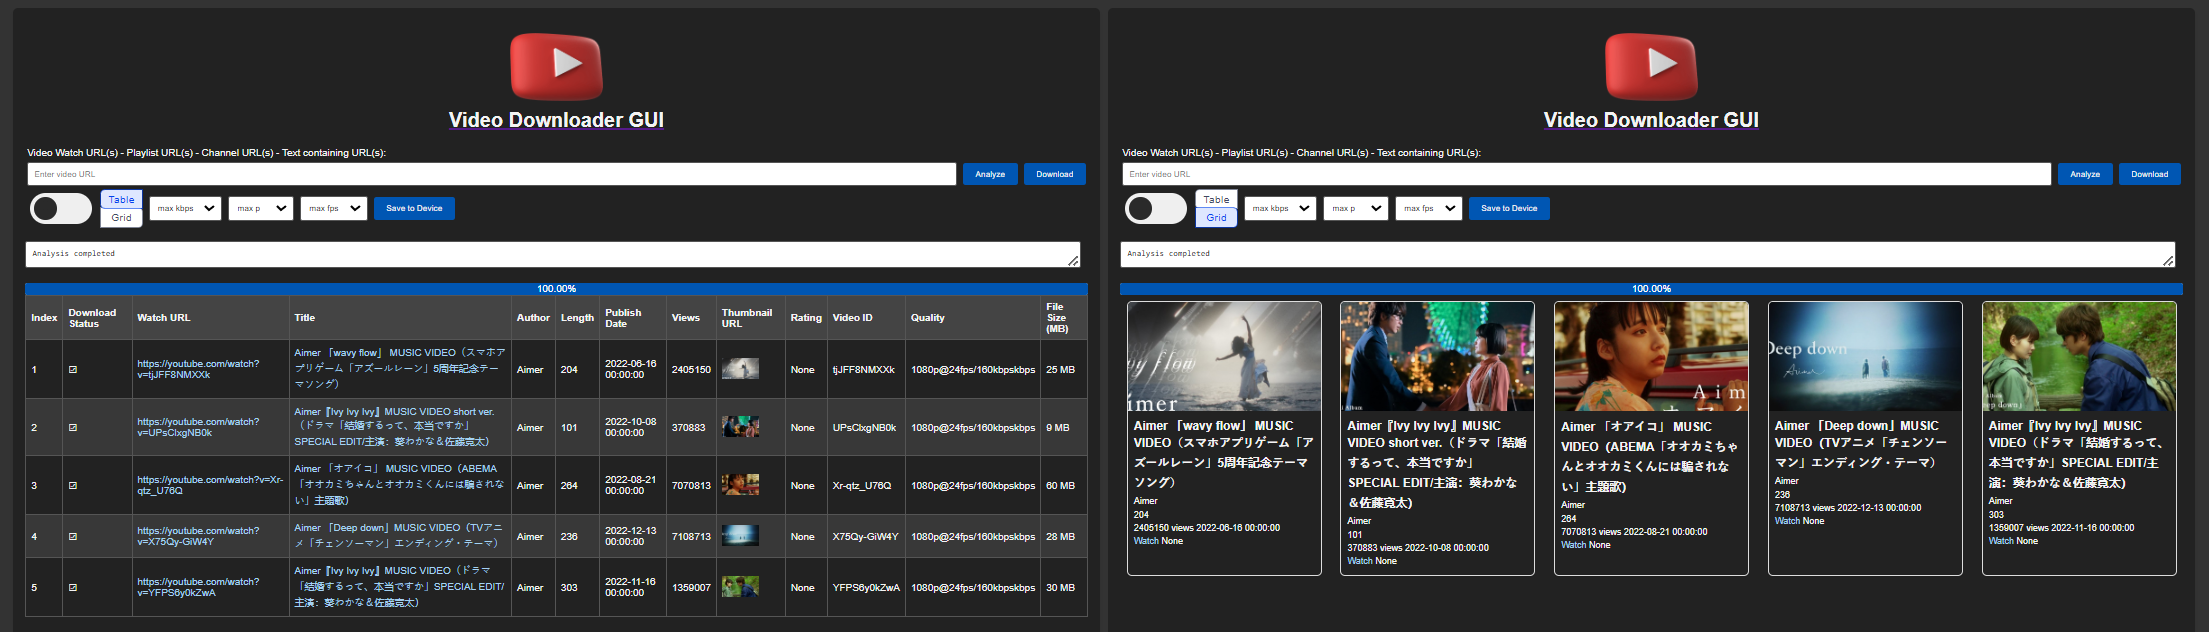 Video Downloader GUI
Video Watch URL(s) - Playlist URL(s) - Channel URL(s) - Text containing URL(s):
Enter video URL
Analyze
Download
Table
Grid
max kbps
max p
max fps
Save to Device
Analysis completed
100.00%
Index
Download
Status
Watch URL
Title
Author
Length
Publish
Date
Views
Thumbnail
URL
Rating
Video ID
Quality
File
Size
(MB)
1
https://youtube.com/watch?
v=tjJFF8NMXXk
Aimer 「wavy flow」 MUSIC VIDEO（スマホア
プリゲーム「アズールレーン」5周年記念テー
マソング）
Aimer
204
2022-06-16
00:00:00
2405150
None
tjJFF8NMXXk
1080p@24fps/160kbpskbps
25 MB
2
https://youtube.com/watch?
v=UPsClxgNB0k
Aimer『Ivy Ivy Ivy』MUSIC VIDEO short ver.
（ドラマ「結婚するって、本当ですか」
SPECIAL EDIT/主演：葵わかな＆佐藤寛太）
Aimer
101
2022-10-08
00:00:00
370883
None
UPsClxgNB0k
1080p@24fps/160kbpskbps
9 MB
3
https://youtube.com/watch?v=Xr-
qtz_U76Q
Aimer 「オアイコ」 MUSIC VIDEO（ABEMA
「オオカミちゃんとオオカミくんには騙されな
い」主題歌)
Aimer
264
2022-08-21
00:00:00
7070813
None
Xr-qtz_U76Q
1080p@24fps/160kbpskbps
60 MB
4
https://youtube.com/watch?
v=X75Qy-GiW4Y
Aimer 「Deep down」MUSIC VIDEO（TVアニ
メ「チェンソーマン」エンディング・テーマ）
Aimer
236
2022-12-13
00:00:00
7108713
None
X75Qy-GiW4Y
1080p@24fps/160kbpskbps
28 MB
5
https://youtube.com/watch?
v=YFPS6y0kZwA
Aimer『Ivy Ivy Ivy』MUSIC VIDEO（ドラマ
「結婚するって、本当ですか」SPECIAL EDIT/
主演：葵わかな＆佐藤寛太）
Aimer
303
2022-11-16
00:00:00
1359007
None
YFPS6y0kZwA
1080p@24fps/160kbpskbps
30 MB
Video Downloader GUI
Video Watch URL(s) - Playlist URL(s) - Channel URL(s) - Text containing URL(s):
Enter video URL
Analyze
Download
Table
Grid
max kbps
max p
max fps
Save to Device
Analysis completed
100.00%
Aimer 「wavy flow」 MUSIC
VIDEO（スマホアプリゲーム「ア
ズールレーン」5周年記念テーマ
ソング）
Aimer
204
2405150 views 2022-06-16 00:00:00
Watch None
Aimer『Ivy Ivy Ivy』MUSIC
VIDEO short ver.（ドラマ「結婚
するって、本当ですか」
SPECIAL EDIT/主演：葵わかな
＆佐藤寛太）
Aimer
101
370883 views 2022-10-08 00:00:00
Watch None
Aim
Aimer 「オアイコ」 MUSIC
VIDEO（ABEMA「オオカミちゃ
んとオオカミくんには騙されな
い」主題歌)
Aimer
264
7070813 views 2022-08-21 00:00:00
Watch None
Deep down
Aimer
Aimer 「Deep down」MUSIC
VIDEO（TVアニメ「チェンソー
マン」エンディング・テーマ）
Aimer
236
7108713 views 2022-12-13 00:00:00
Watch None
Aimer『Ivy Ivy Ivy』MUSIC
VIDEO（ドラマ「結婚するって、
本当ですか」SPECIAL EDIT/主
演：葵わかな＆佐藤寛太）
Aimer
303
1359007 views 2022-11-16 00:00:00
Watch None